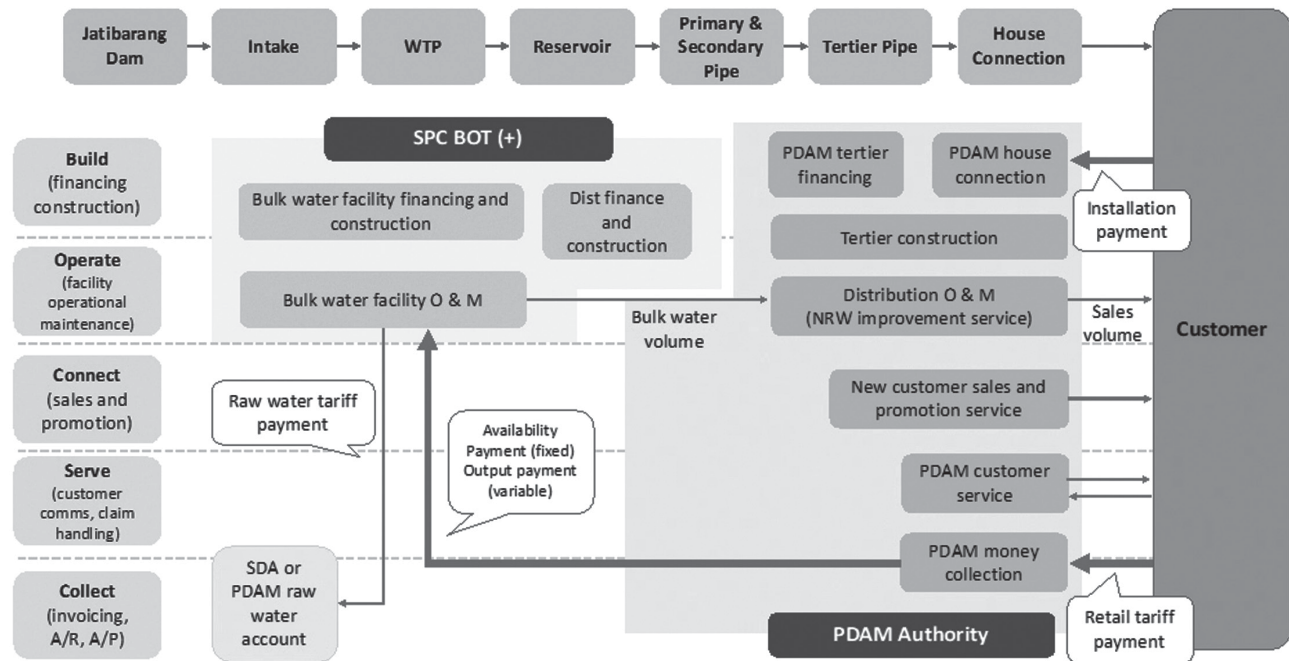 Jatibarang
Dam
Intake
WTP
Reservoir
Primary &
Secondary
Pipe
Tertier Pipe
House
Connection
Customer
SPC BOT (+)
Build
(financing
construction)
Bulk water facility financing and
construction
Dist finance
and
construction
PDAM tertier
financing
PDAM house
connection
Installation
payment
Tertier construction
Operate
(facility
operational
maintenance)
Bulk water facility O & M
Bulk water
volume
Distribution O & M
(NRW improvement service)
Sales
volume
Connect
(sales and
promotion)
Raw water tariff
payment
Availability
Payment (fixed)
Output payment
(variable)
New customer sales and
promotion service
Serve
(customer
comms, claim
handling)
PDAM customer
service
Collect
(invoicing,
A/R, A/P)
SDA or
PDAM raw
water
account
PDAM money
collection
Retail tariff
payment
PDAM Authority